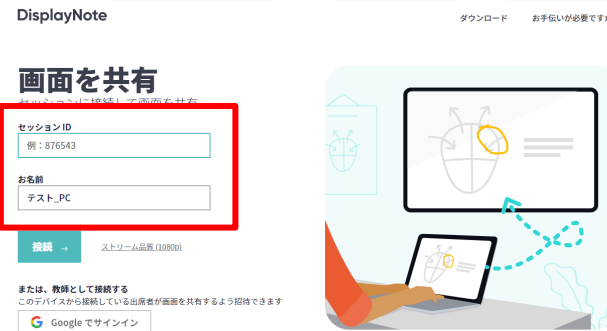 DisplayNote
ダウンロード
お手伝いが必要ですか
画面を共有
セッションに接続して画面を共有
セッション ID
例：876543
お名前
テスト_PC
接続 →
ストリーム品質 (1080p)
または、教師として接続する
このデバイスから接続している出席者が画面を共有するよう招待できます
Google でサインイン